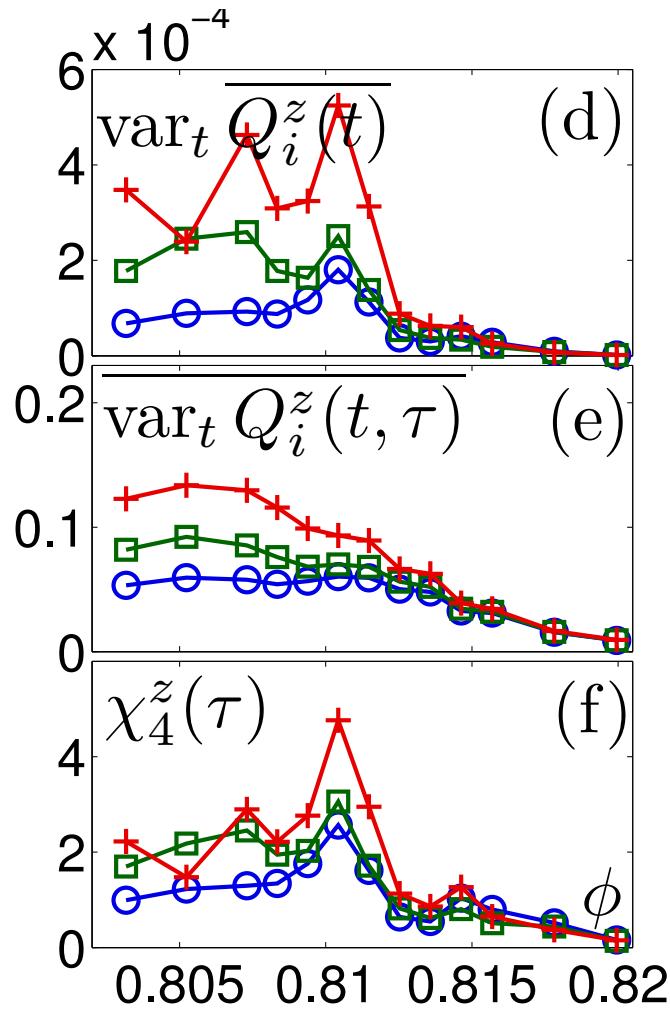 x 10⁻⁴
6
var_t \overline{Q_i^z(t)} (d)
4
2
0
\overline{var_t Q_i^z(t, τ)} (e)
0.2
0.1
0
χ_4^z(τ) (f)
4
2
ϕ
0
0.805 0.81 0.815 0.82